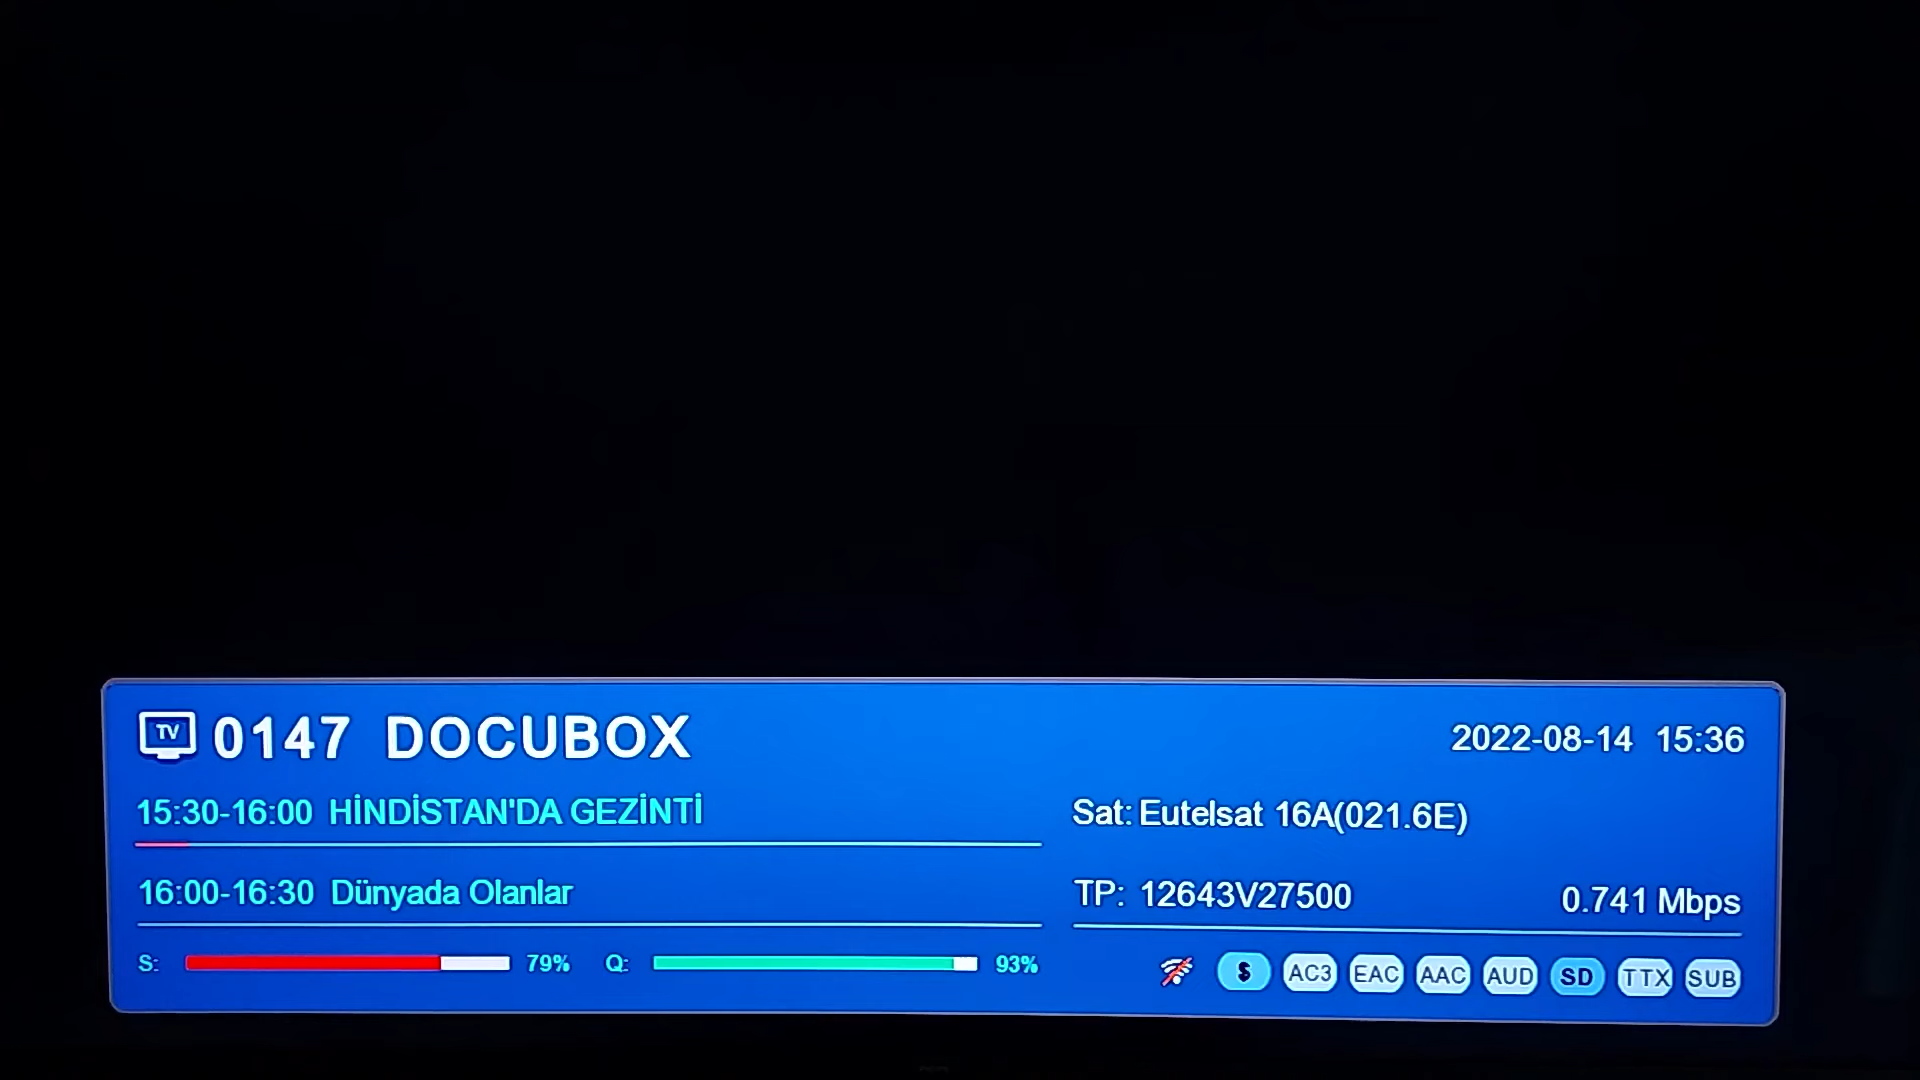 TV 0147 DOCUBOX
2022-08-14 15:36
15:30-16:00 HİNDİSTAN'DA GEZİNTİ
Sat: Eutelsat 16A(021.6E)
16:00-16:30 Dünyada Olanlar
TP: 12643V27500 0.741 Mbps
S: 79% Q: 93%
$ AC3 EAC AAC AUD SD TTX SUB